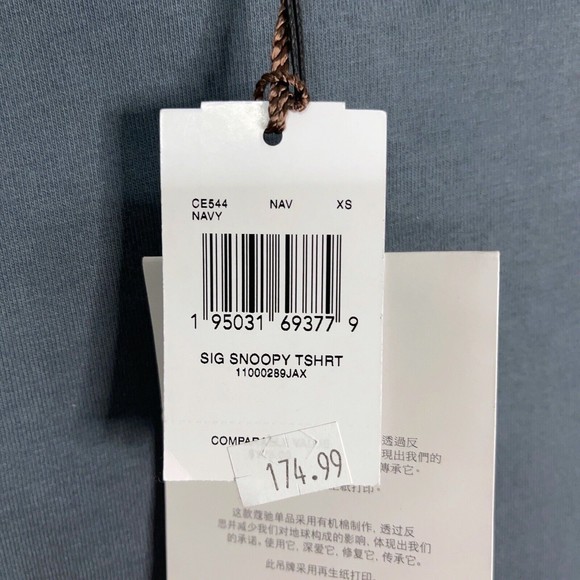 CE544 NAV XS
NAVY
1 95031 69377 9
SIG SNOOPY TSHRT
11000289JAX
174.99
透過反
現出我們的
傳承它。
生紙打印。
这款蔻驰单品采用有机棉制作，透过反
思并减少我们对地球构成的影响，体现出我们
的承诺。使用它，深爱它，修复它，传承它。
此吊牌采用再生纸打印。